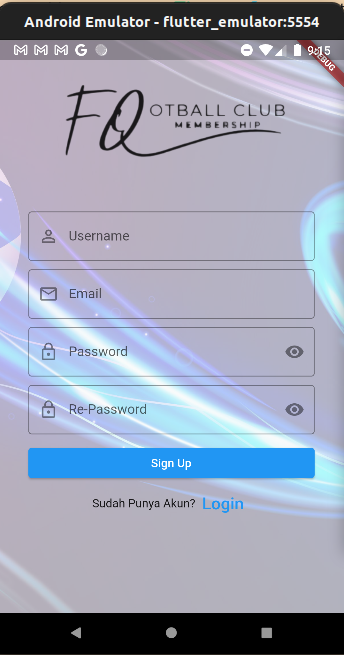 Android Emulator - flutter_emulator:5554
9:15
DEBUG
FOOTBALL CLUB
MEMBERSHIP
Username
Email
Password
Re-Password
Sign Up
Sudah Punya Akun? Login